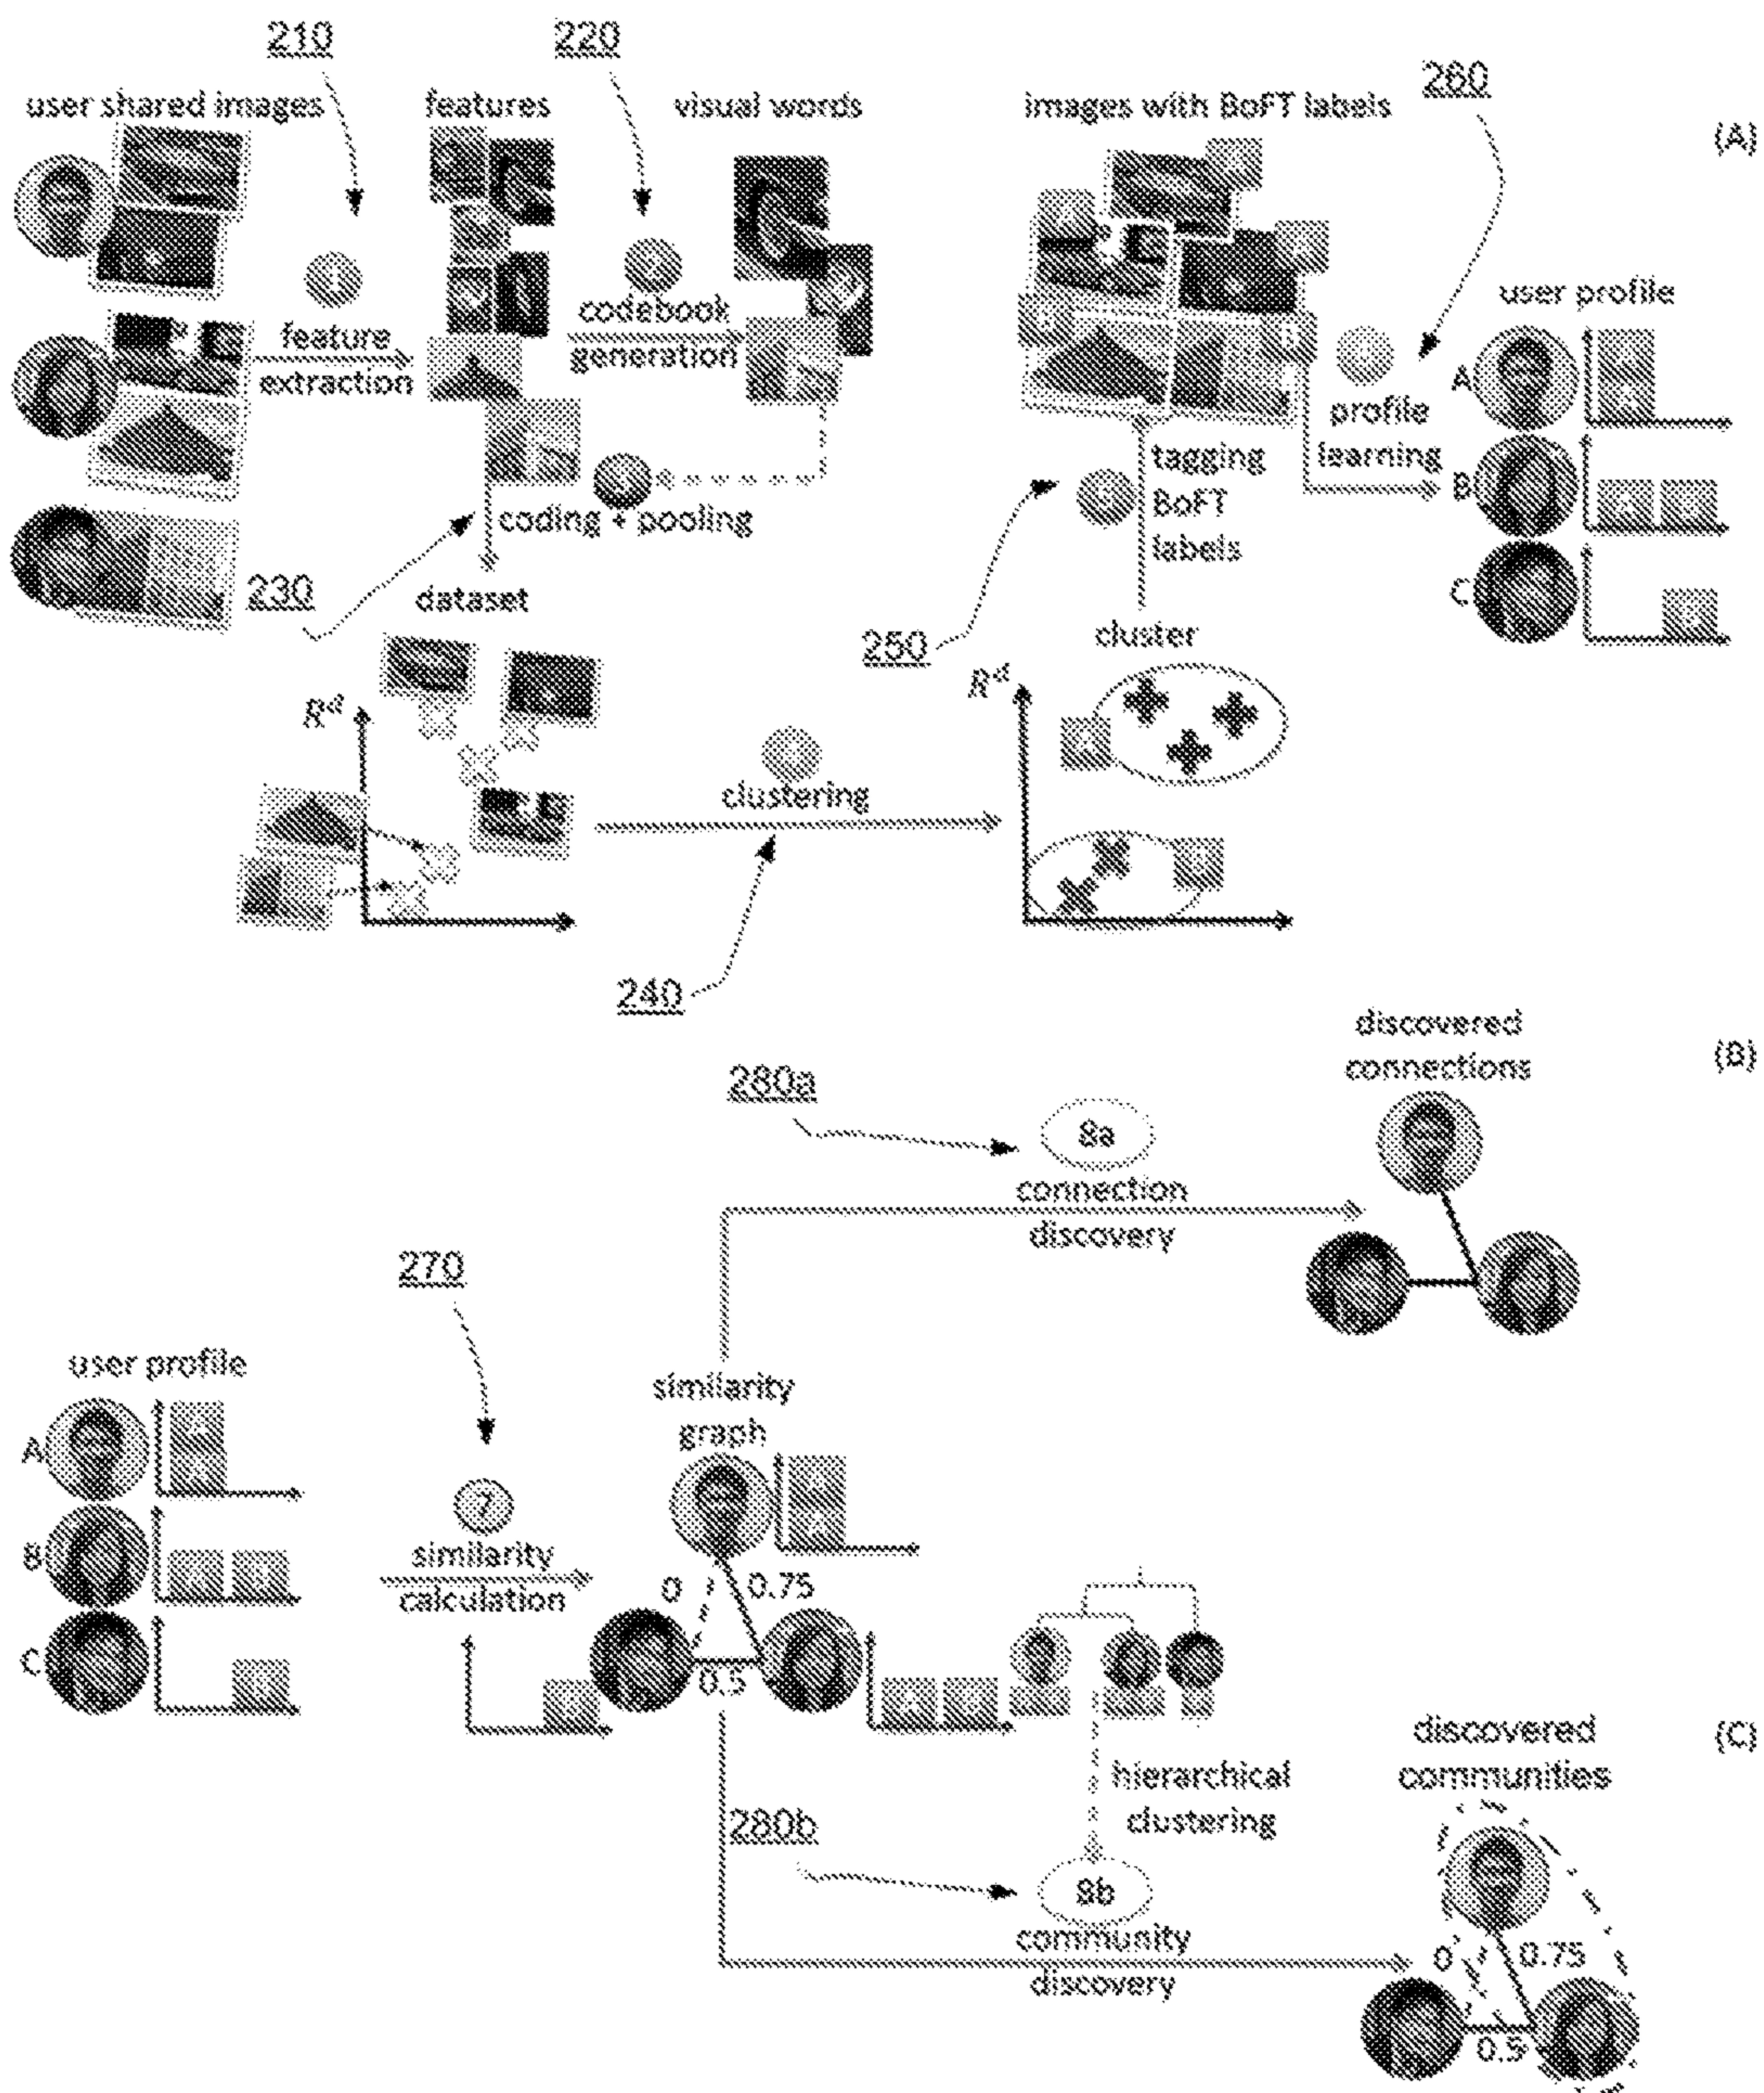 210
220
260
user shared images
features
visual words
images with BoFT labels
(A)
codebook
generation
feature
extraction
user profile
A
B
C
profile
learning
tagging
BoFT
labels
coding + pooling
230
dataset
250
cluster
R^d
R^d
clustering
240
discovered
connections
(B)
280a
8a
connection
discovery
270
user profile
A
B
C
similarity
graph
7
similarity
calculation
0
0.75
0.5
hierarchical
clustering
280b
8b
community
discovery
discovered
communities
(C)
0
0.75
0.5